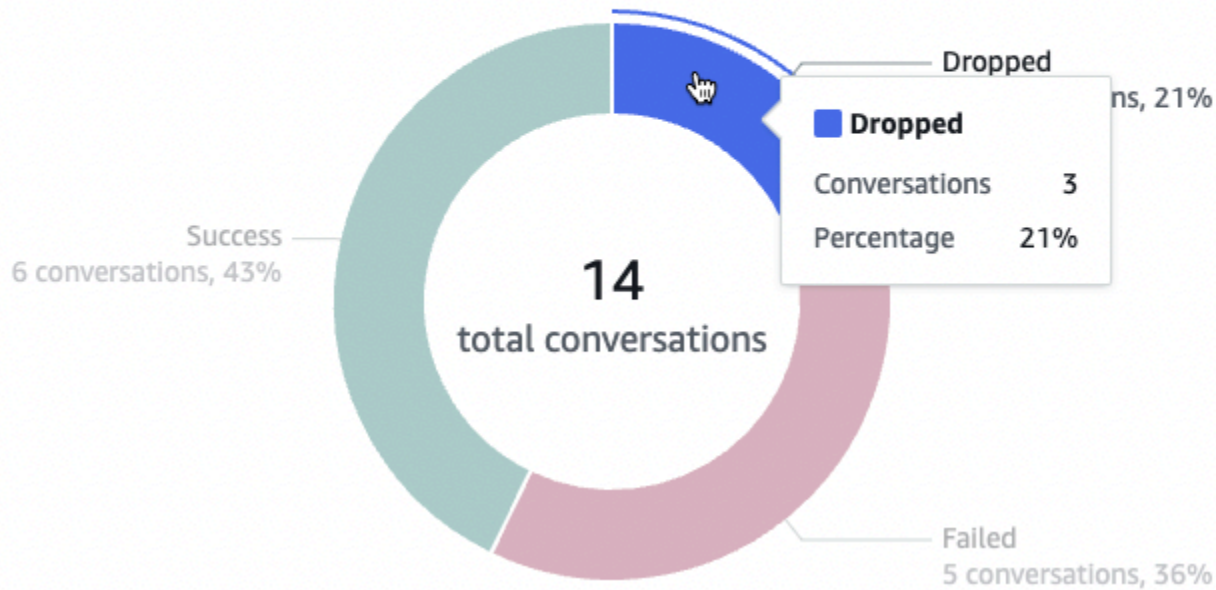 Dropped
ns, 21%
Dropped
Conversations 3
Percentage 21%
Success
6 conversations, 43%
14
total conversations
Failed
5 conversations, 36%